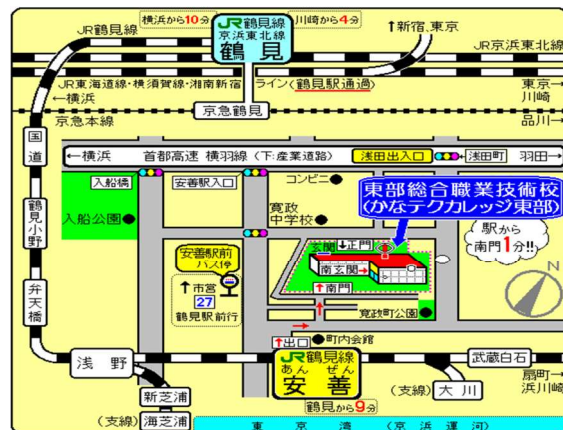 横浜から10分
JR鶴見線
京浜東北線
鶴見
川崎から4分
↑新宿、東京
JR鶴見線
JR京浜東北線
JR東海道線・横須賀線・湘南新宿
ライン(鶴見駅通過)
←横浜
東京→
川崎
京急鶴見
京急本線
品川→
国道
←横浜
首都高速 横羽線 (下:産業道路)
浅田出入口
浅田町
羽田→
入船橋
安善駅入口
コンビニ
東部総合職業技術校
(かなテクカレッジ東部)
入船公園
寛政
中学校
駅から
南門1分!!
鶴見小野
玄関
↓正門
安善駅前
バス停
南玄関→
↑市営
27
鶴見駅前行
↑南門
弁天橋
寛政町公園
N
→
↑出口
町内会館
浅野
JR鶴見線
あん ぜん
安善
武蔵白石
扇町→
浜川崎
新芝浦
(支線)
大川
(支線)
海芝浦
鶴見から9分
東京湾
(京浜運河)